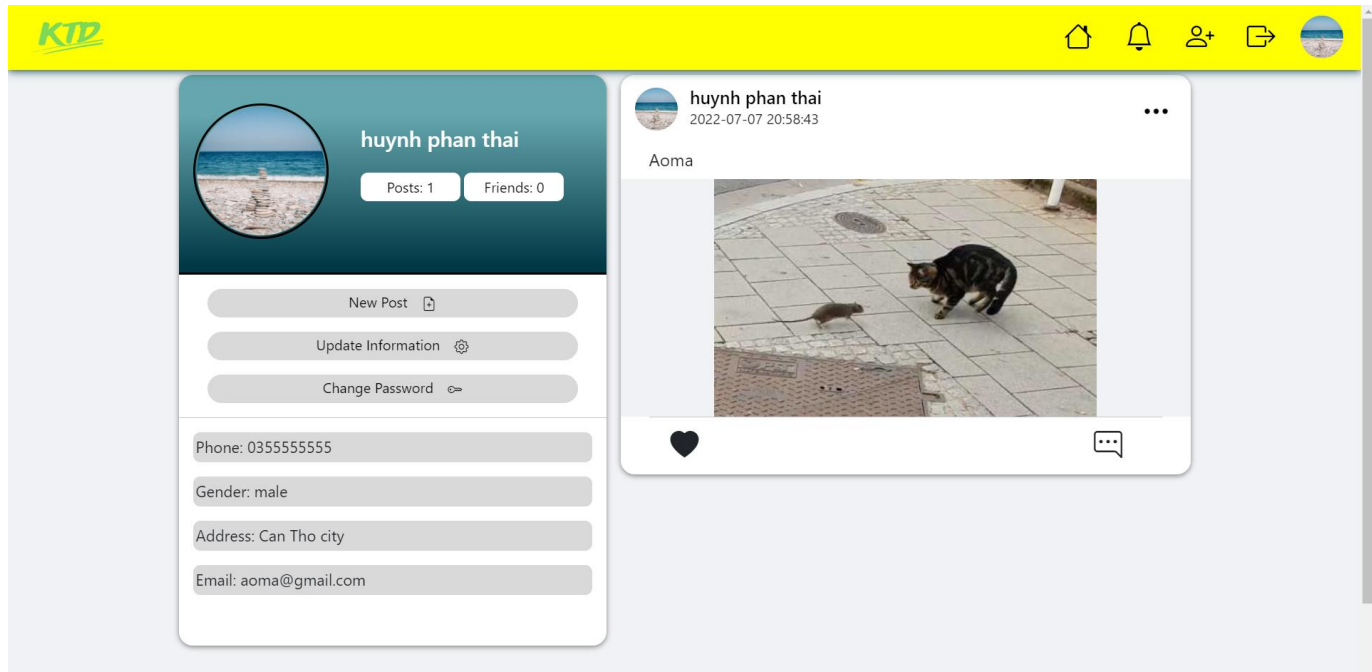 KTD
huynh phan thai
Posts: 1
Friends: 0
New Post
Update Information
Change Password
Phone: 0355555555
Gender: male
Address: Can Tho city
Email: aoma@gmail.com
huynh phan thai
2022-07-07 20:58:43
Aoma